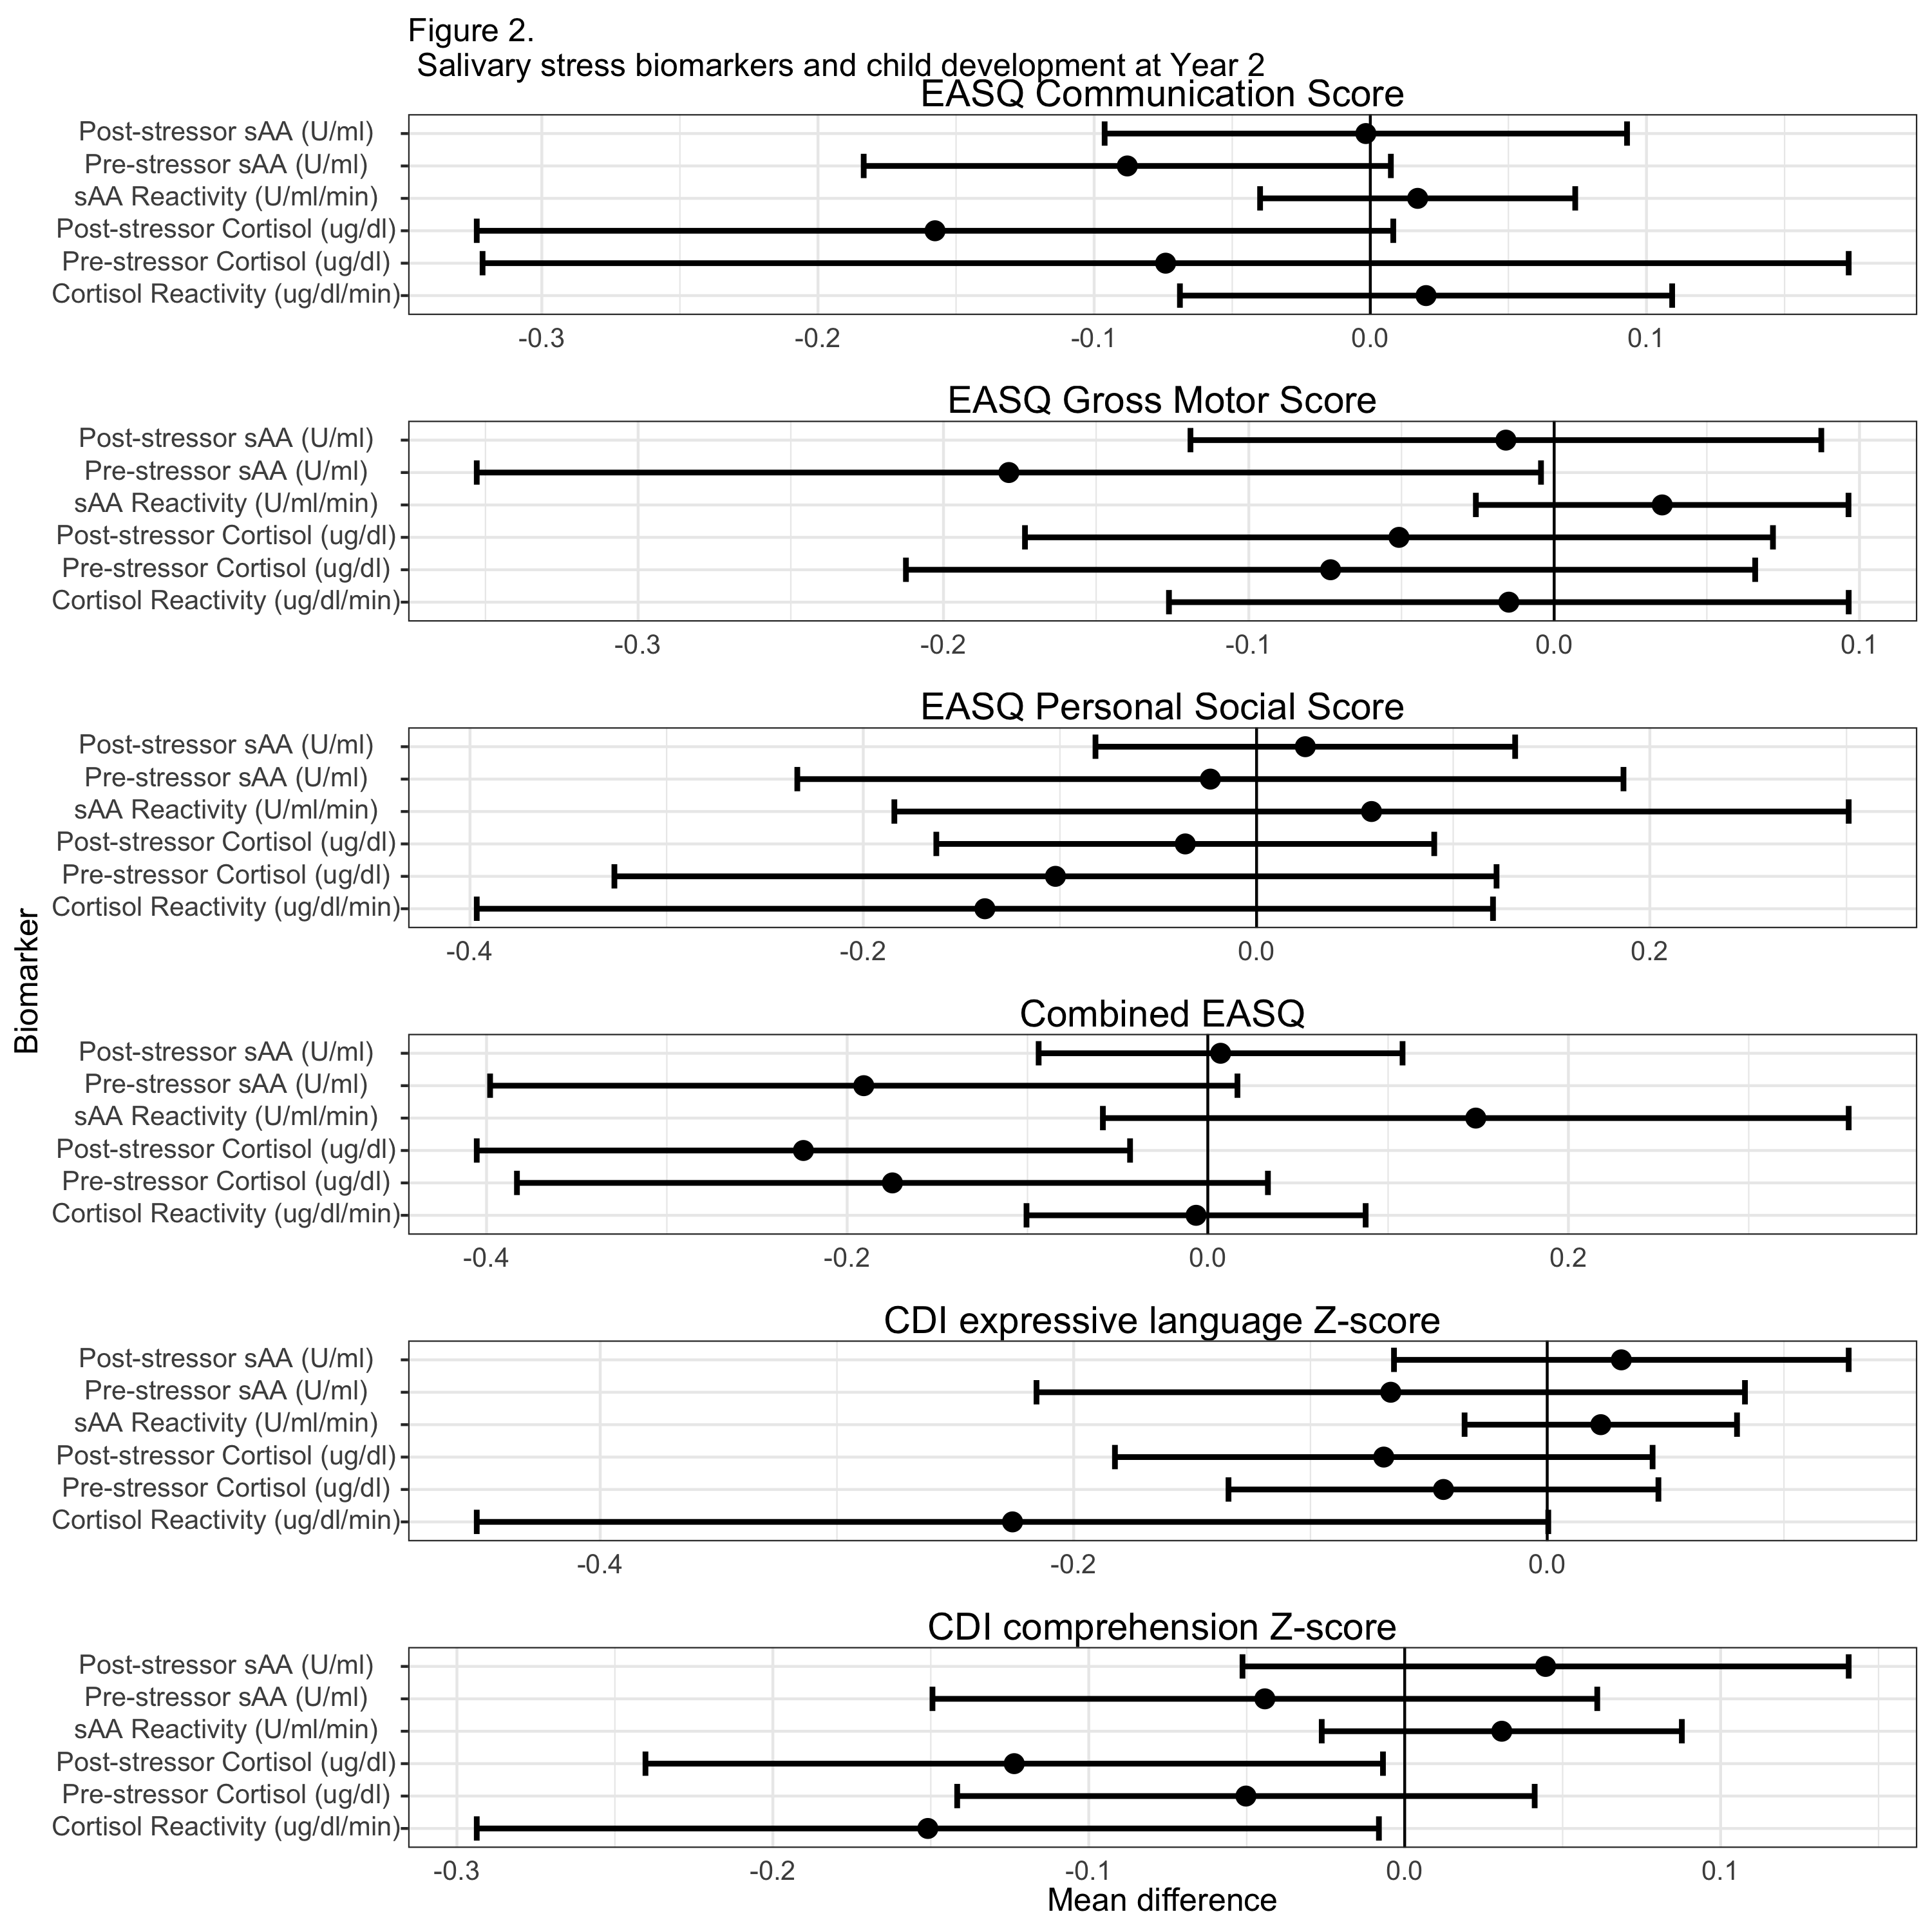 Figure 2.
Salivary stress biomarkers and child development at Year 2
EASQ Communication Score
Post-stressor sAA (U/ml)
Pre-stressor sAA (U/ml)
sAA Reactivity (U/ml/min)
Post-stressor Cortisol (ug/dl)
Pre-stressor Cortisol (ug/dl)
Cortisol Reactivity (ug/dl/min)
-0.3 -0.2 -0.1 0.0 0.1
EASQ Gross Motor Score
Post-stressor sAA (U/ml)
Pre-stressor sAA (U/ml)
sAA Reactivity (U/ml/min)
Post-stressor Cortisol (ug/dl)
Pre-stressor Cortisol (ug/dl)
Cortisol Reactivity (ug/dl/min)
-0.3 -0.2 -0.1 0.0 0.1
EASQ Personal Social Score
Post-stressor sAA (U/ml)
Pre-stressor sAA (U/ml)
sAA Reactivity (U/ml/min)
Post-stressor Cortisol (ug/dl)
Pre-stressor Cortisol (ug/dl)
Cortisol Reactivity (ug/dl/min)
-0.4 -0.2 0.0 0.2
Biomarker
Combined EASQ
Post-stressor sAA (U/ml)
Pre-stressor sAA (U/ml)
sAA Reactivity (U/ml/min)
Post-stressor Cortisol (ug/dl)
Pre-stressor Cortisol (ug/dl)
Cortisol Reactivity (ug/dl/min)
-0.4 -0.2 0.0 0.2
CDI expressive language Z-score
Post-stressor sAA (U/ml)
Pre-stressor sAA (U/ml)
sAA Reactivity (U/ml/min)
Post-stressor Cortisol (ug/dl)
Pre-stressor Cortisol (ug/dl)
Cortisol Reactivity (ug/dl/min)
-0.4 -0.2 0.0
CDI comprehension Z-score
Post-stressor sAA (U/ml)
Pre-stressor sAA (U/ml)
sAA Reactivity (U/ml/min)
Post-stressor Cortisol (ug/dl)
Pre-stressor Cortisol (ug/dl)
Cortisol Reactivity (ug/dl/min)
-0.3 -0.2 -0.1 0.0 0.1
Mean difference